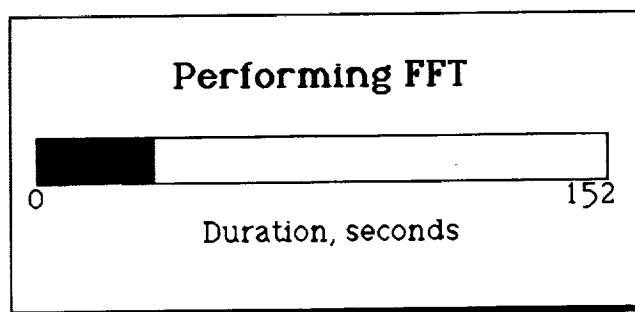 Performing FFT
0 152
Duration, seconds